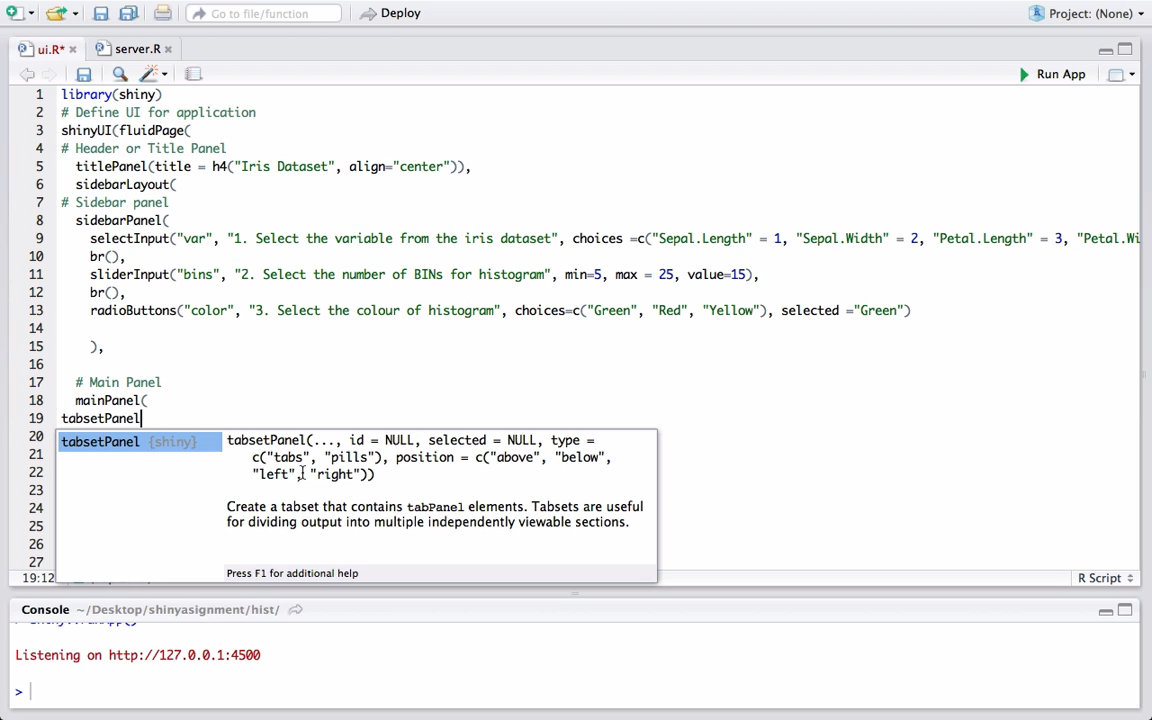 Go to file/function
Deploy
Project: (None)
ui.R*
server.R
Run App
1 library(shiny)
2 # Define UI for application
3 shinyUI(fluidPage(
4 # Header or Title Panel
5 titlePanel(title = h4("Iris Dataset", align="center")),
6 sidebarLayout(
7 # Sidebar panel
8 sidebarPanel(
9 selectInput("var", "1. Select the variable from the iris dataset", choices =c("Sepal.Length" = 1, "Sepal.Width" = 2, "Petal.Length" = 3, "Petal.Wi
10 br(),
11 sliderInput("bins", "2. Select the number of BINs for histogram", min=5, max = 25, value=15),
12 br(),
13 radioButtons("color", "3. Select the colour of histogram", choices=c("Green", "Red", "Yellow"), selected ="Green")
14
15 ),
16
17 # Main Panel
18 mainPanel(
19 tabsetPanel
20
21
22
23
24
25
26
27
tabsetPanel {shiny}
tabsetPanel(..., id = NULL, selected = NULL, type =
c("tabs", "pills"), position = c("above", "below",
"left", "right"))
Create a tabset that contains tabPanel elements. Tabsets are useful
for dividing output into multiple independently viewable sections.
Press F1 for additional help
19:12
R Script
Console ~/Desktop/shinyasignment/hist/
Listening on http://127.0.0.1:4500
>